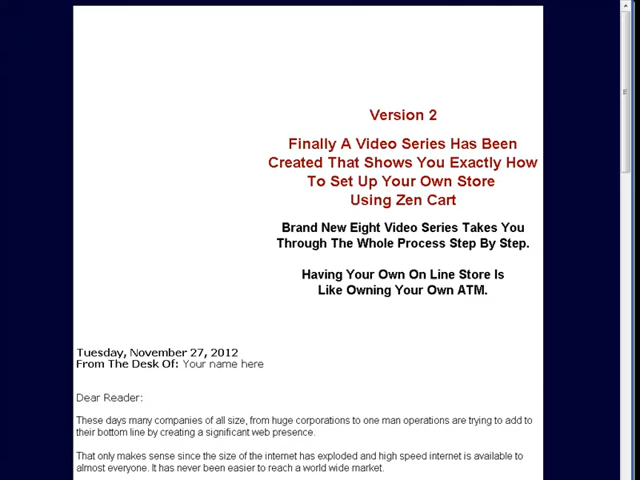 Version 2
Finally A Video Series Has Been
Created That Shows You Exactly How
To Set Up Your Own Store
Using Zen Cart
Brand New Eight Video Series Takes You
Through The Whole Process Step By Step.
Having Your Own On Line Store Is
Like Owning Your Own ATM.
Tuesday, November 27, 2012
From The Desk Of: Your name here
Dear Reader:
These days many companies of all size, from huge corporations to one man operations are trying to add to
their bottom line by creating a significant web presence.
That only makes sense since the size of the internet has exploded and high speed internet is available to
almost everyone. It has never been easier to reach a world wide market.